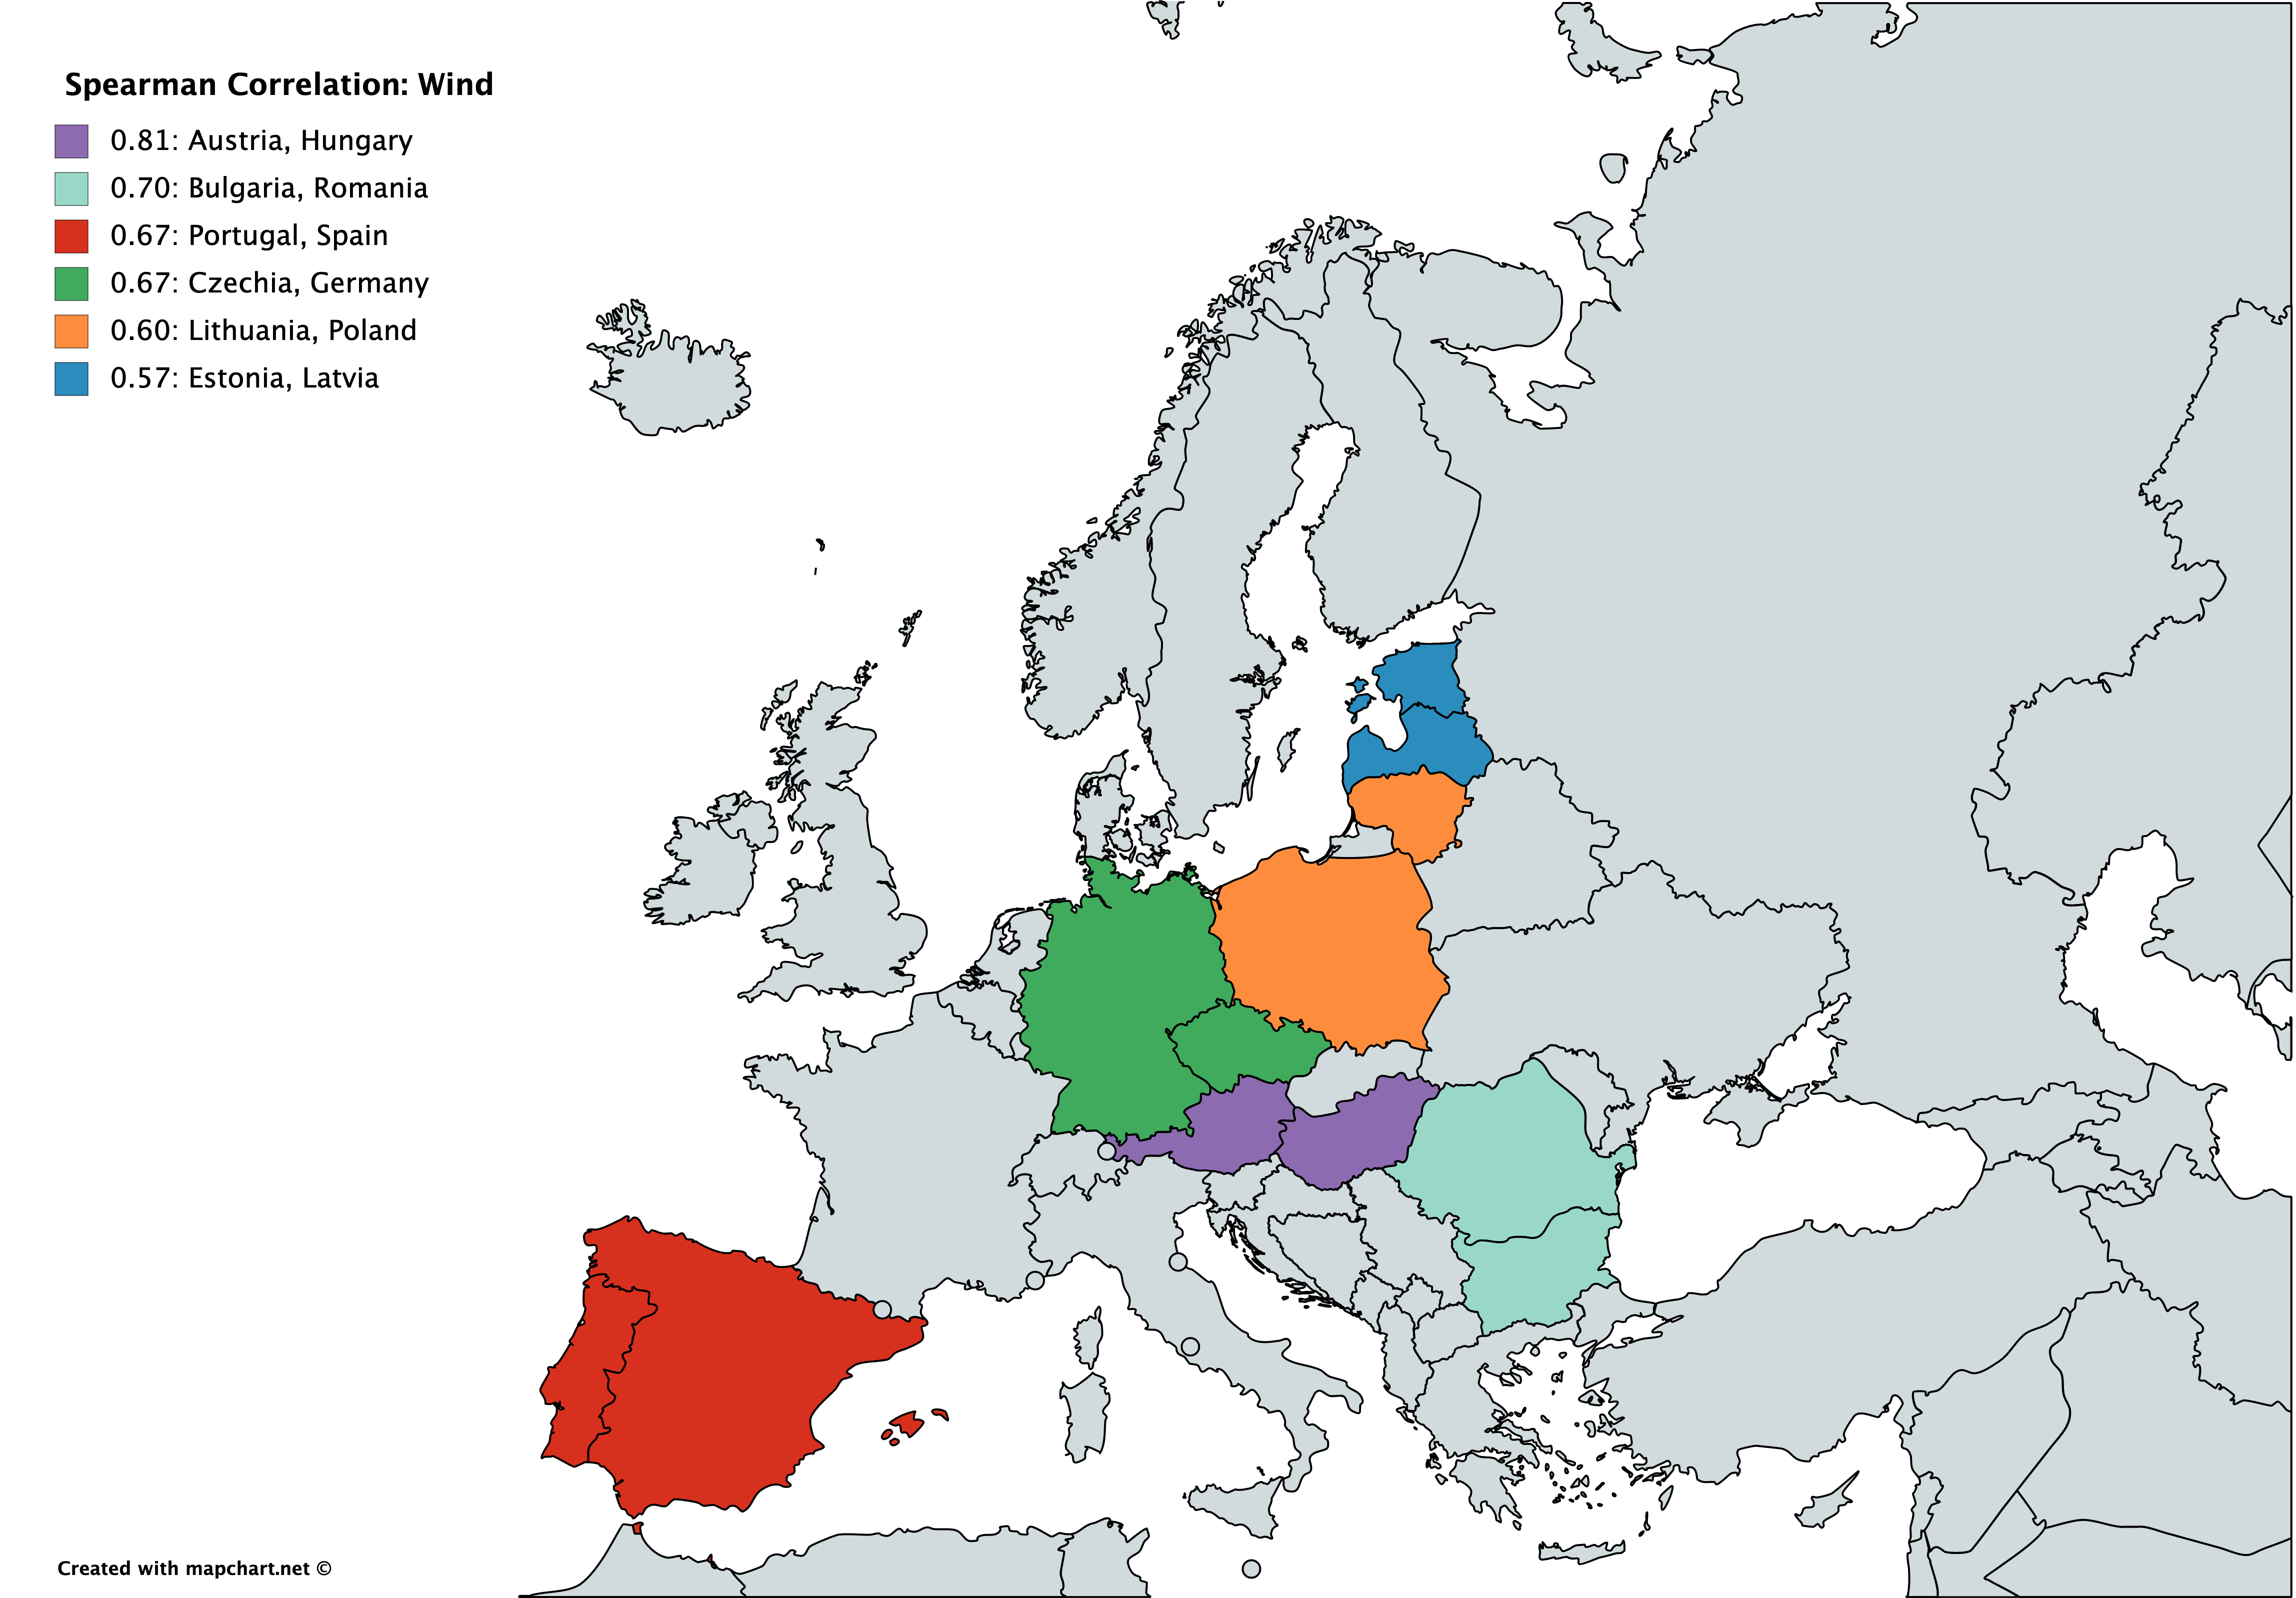 Spearman Correlation: Wind
0.81: Austria, Hungary
0.70: Bulgaria, Romania
0.67: Portugal, Spain
0.67: Czechia, Germany
0.60: Lithuania, Poland
0.57: Estonia, Latvia
Created with mapchart.net ©